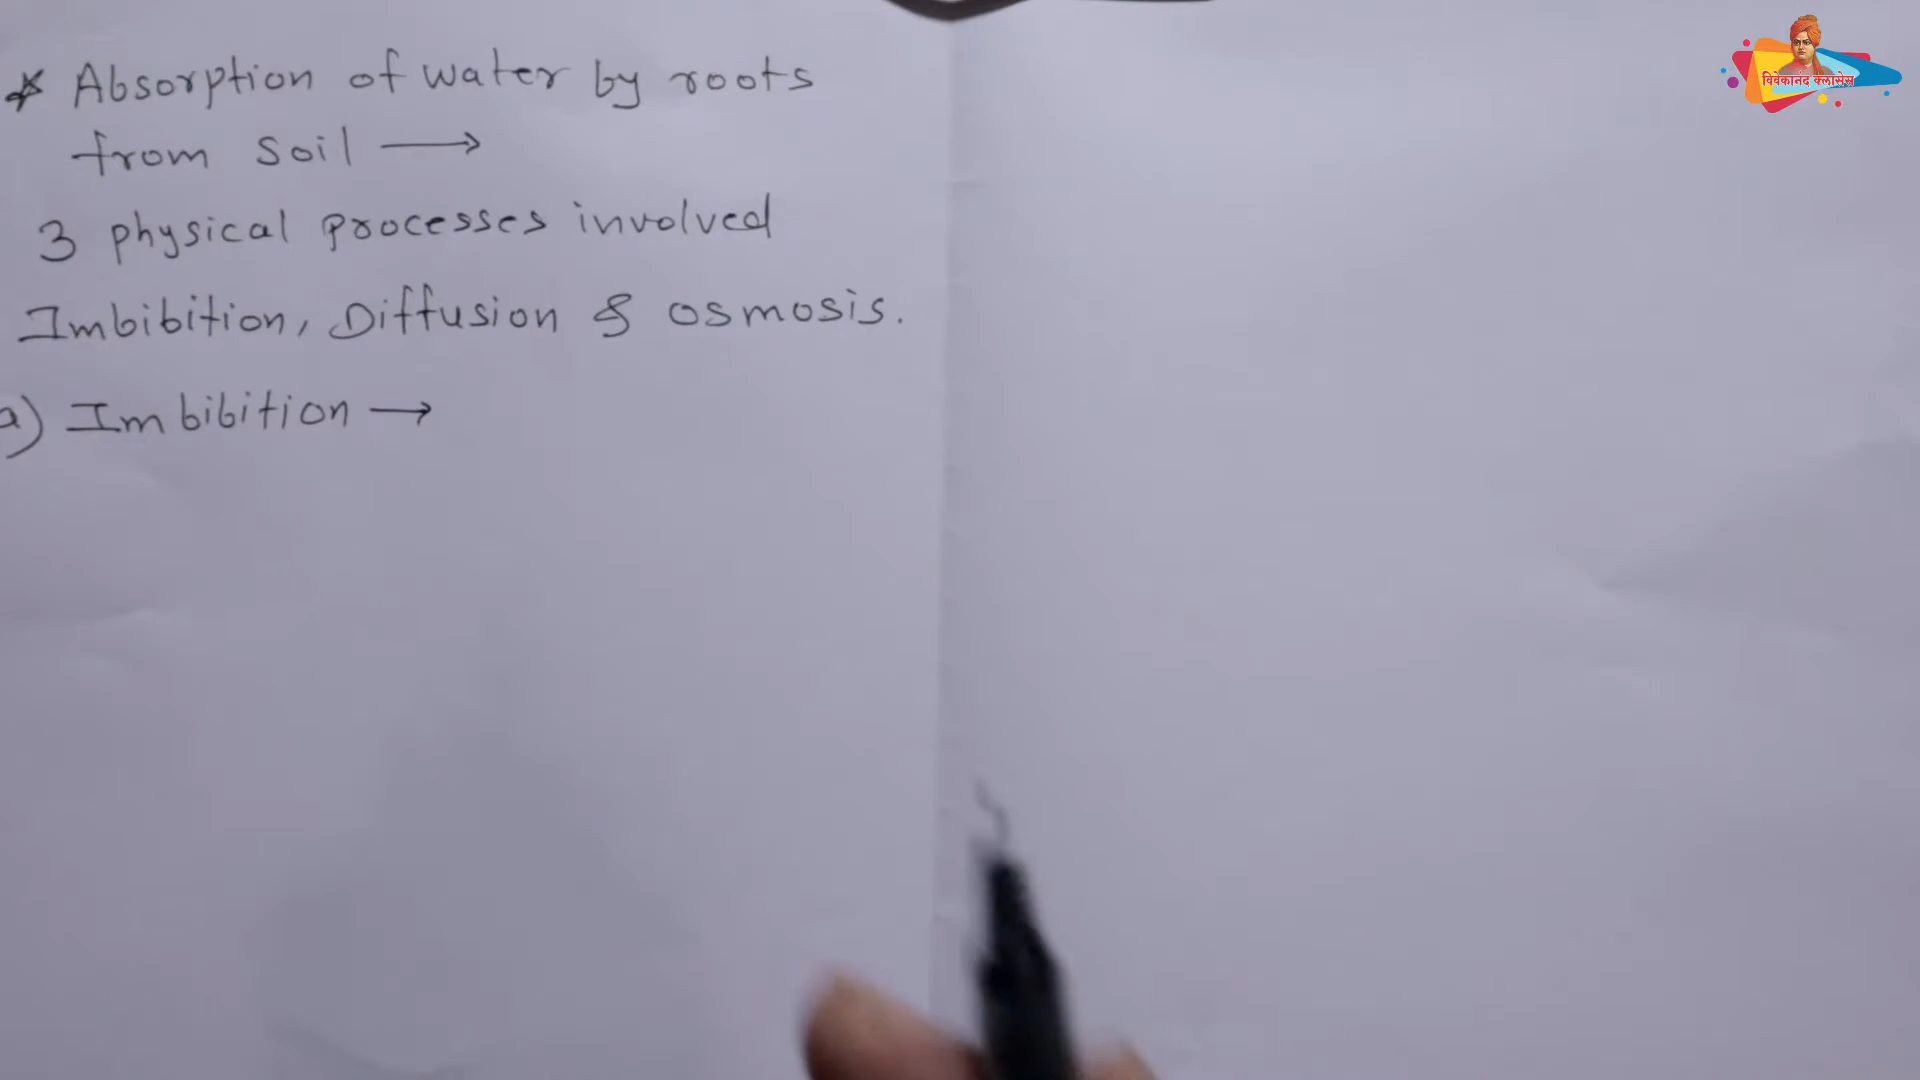 * Absorption of water by roots
from soil →
3 physical processes involved
Imbibition, Diffusion & osmosis.
a) Imbibition →
विवेकानंद क्लासेस